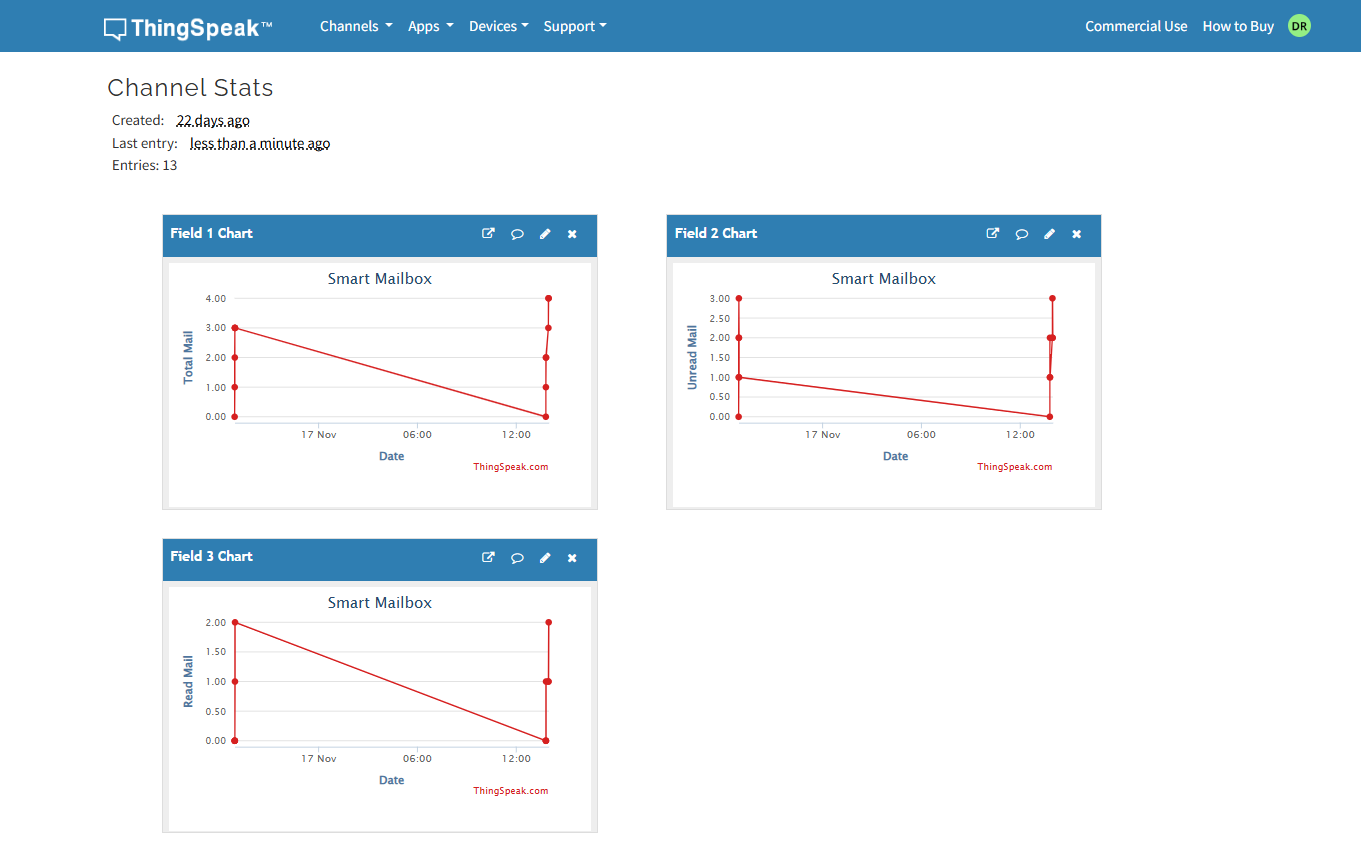 ThingSpeak™ Channels Apps Devices Support Commercial Use How to Buy DR
Channel Stats
Created: 22 days ago
Last entry: less than a minute ago
Entries: 13
Field 1 Chart
Smart Mailbox
Total Mail
4.00
3.00
2.00
1.00
0.00
17 Nov 06:00 12:00
Date
ThingSpeak.com
Field 2 Chart
Smart Mailbox
Unread Mail
3.00
2.50
2.00
1.50
1.00
0.50
0.00
17 Nov 06:00 12:00
Date
ThingSpeak.com
Field 3 Chart
Smart Mailbox
Read Mail
2.00
1.50
1.00
0.50
0.00
17 Nov 06:00 12:00
Date
ThingSpeak.com